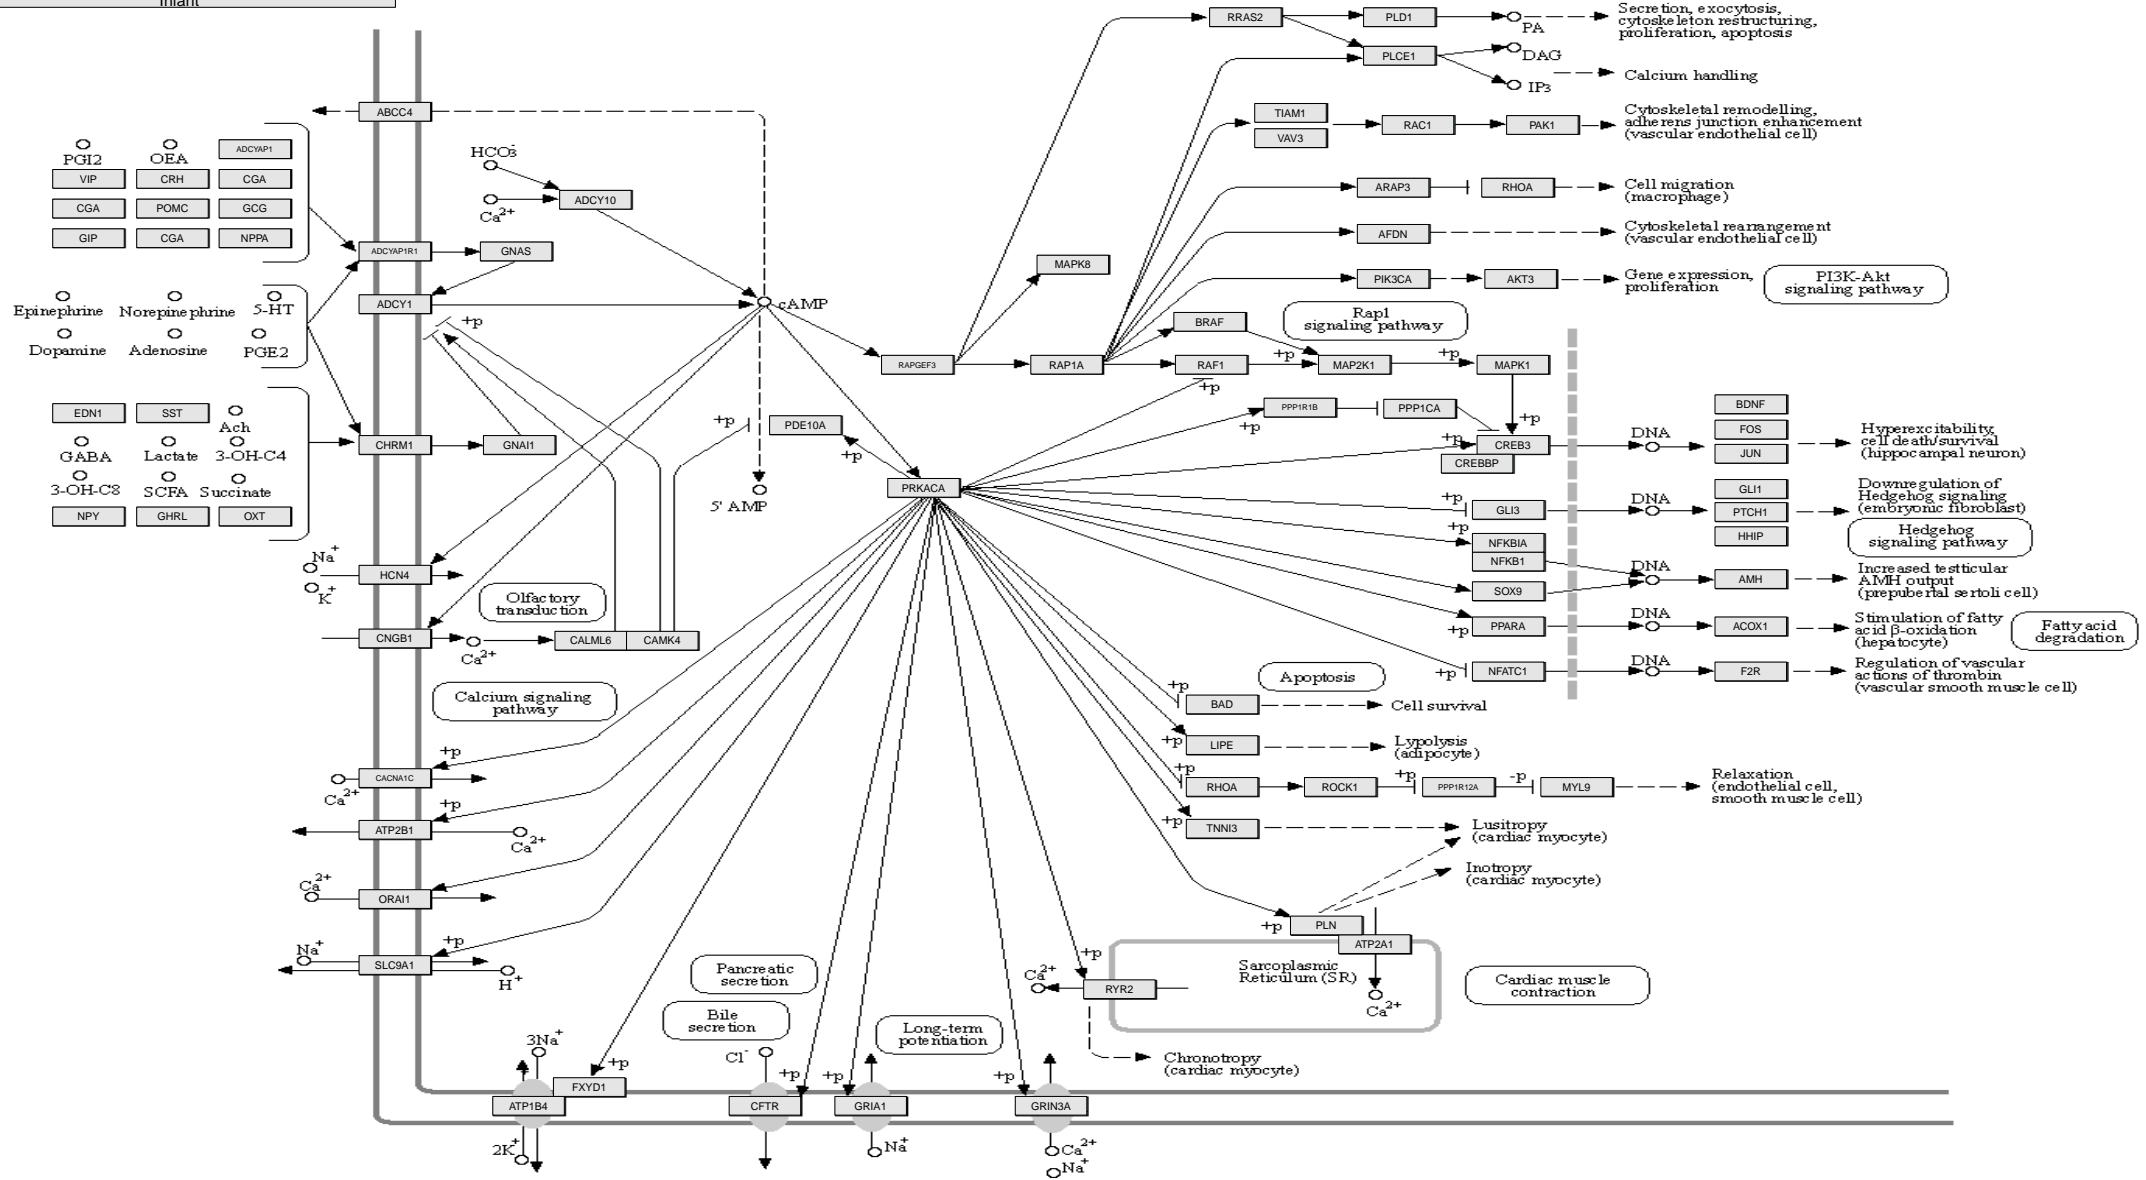 Infant
RRAS2
PLD1
PA
Secretion, exocytosis,
cytoskeleton restructuring,
proliferation, apoptosis
PLCE1
DAG
IP3
Calcium handling
ABCC4
TIAM1
VAV3
RAC1
PAK1
Cytoskeletal remodelling,
adherens junction enhancement
(vascular endothelial cell)
PGI2
OEA
ADCYAP1
VIP
CRH
CGA
CGA
POMC
GCG
GIP
CGA
NPPA
HCO3-
Ca2+
ADCY10
ARAP3
RHOA
Cell migration
(macrophage)
ADCYAP1R1
GNAS
AFDN
Cytoskeletal rearrangement
(vascular endothelial cell)
MAPK8
PIK3CA
AKT3
Gene expression,
proliferation
PI3K-Akt
signaling pathway
Epinephrine
Norepinephrine
5-HT
Dopamine
Adenosine
PGE2
ADCY1
+p
cAMP
BRAF
Rap1
signaling pathway
RAPGEF3
RAP1A
RAF1
+p
MAP2K1
+p
MAPK1
+p
EDN1
SST
Ach
GABA
Lactate
3-OH-C4
3-OH-C8
SCFA
Succinate
NPY
GHRL
OXT
CHRM1
GNAI1
+p
PDE10A
+p
5' AMP
PRKACA
PPP1R1B
+p
PPP1CA
+p
+p
CREB3
CREBBP
DNA
BDNF
FOS
JUN
Hyperexcitability,
cell death/survival
(hippocampal neuron)
+p
GLI3
DNA
GLI1
PTCH1
HHIP
Downregulation of
Hedgehog signaling
(embryonic fibroblast)
Hedgehog
signaling pathway
+p
NFKBIA
NFKB1
SOX9
DNA
AMH
Increased testticular
AMH output
(prepubertal sertoli cell)
+p
PPARA
DNA
ACOX1
Stimulation of fatty
acid β-oxidation
(hepatocyte)
Fatty acid
degradation
+p
NFATC1
DNA
F2R
Regulation of vascular
actions of thrombin
(vascular smooth muscle cell)
Na+
K+
HCN4
Olfactory
transduction
CNGB1
Ca2+
CALML6
CAMK4
Calcium signaling
pathway
Apoptosis
+p
BAD
Cell survival
+p
LIPE
Lypolysis
(adipocyte)
+p
RHOA
ROCK1
+p
PPP1R12A
-p
MYL9
Relaxation
(endothelial cell,
smooth muscle cell)
+p
TNNI3
Lusitropy
(cardiac myocyte)
Inotropy
(cardiac myocyte)
+p
CACNA1C
Ca2+
+p
ATP2B1
Ca2+
Ca2+
ORAI1
+p
Na+
SLC9A1
H+
+p
PLN
ATP2A1
Sarcoplasmic
Reticulum (SR)
Ca2+
Cardiac muscle
contraction
+p
Ca2+
RYR2
Pancreatic
secretion
Bile
secretion
Long-term
potentiation
Chronotropy
(cardiac myocyte)
3Na+
+p
FXYD1
ATP1B4
2K+
Cl-
+p
CFTR
+p
GRIA1
Na+
+p
GRIN3A
Ca2+
Na+